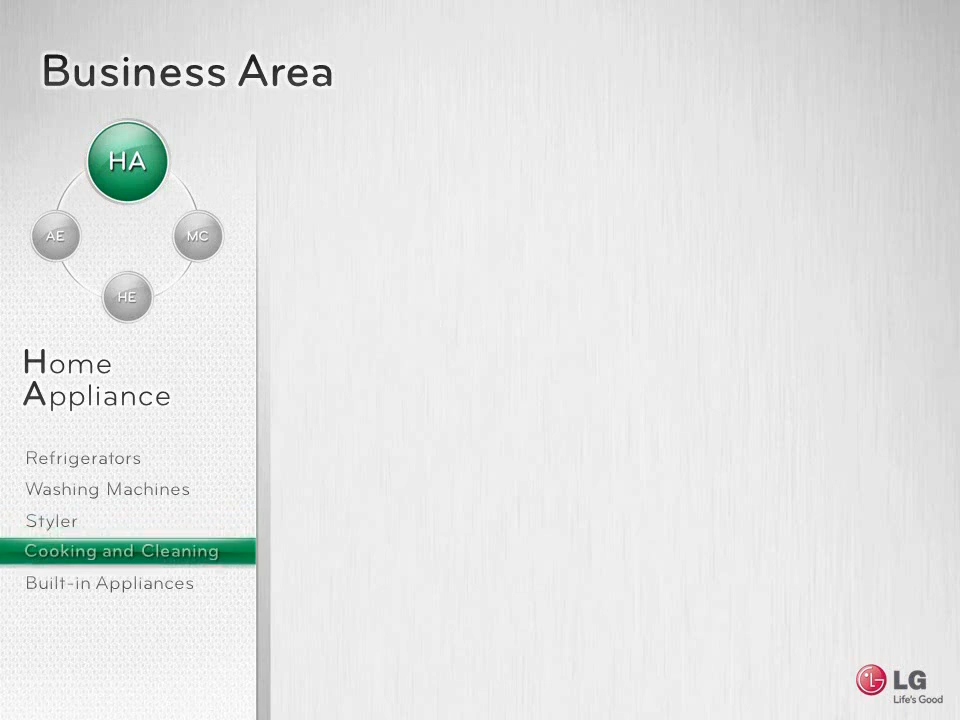 Business Area
HA
AE
MC
HE
Home
Appliance
Refrigerators
Washing Machines
Styler
Cooking and Cleaning
Built-in Appliances
LG
Life's Good